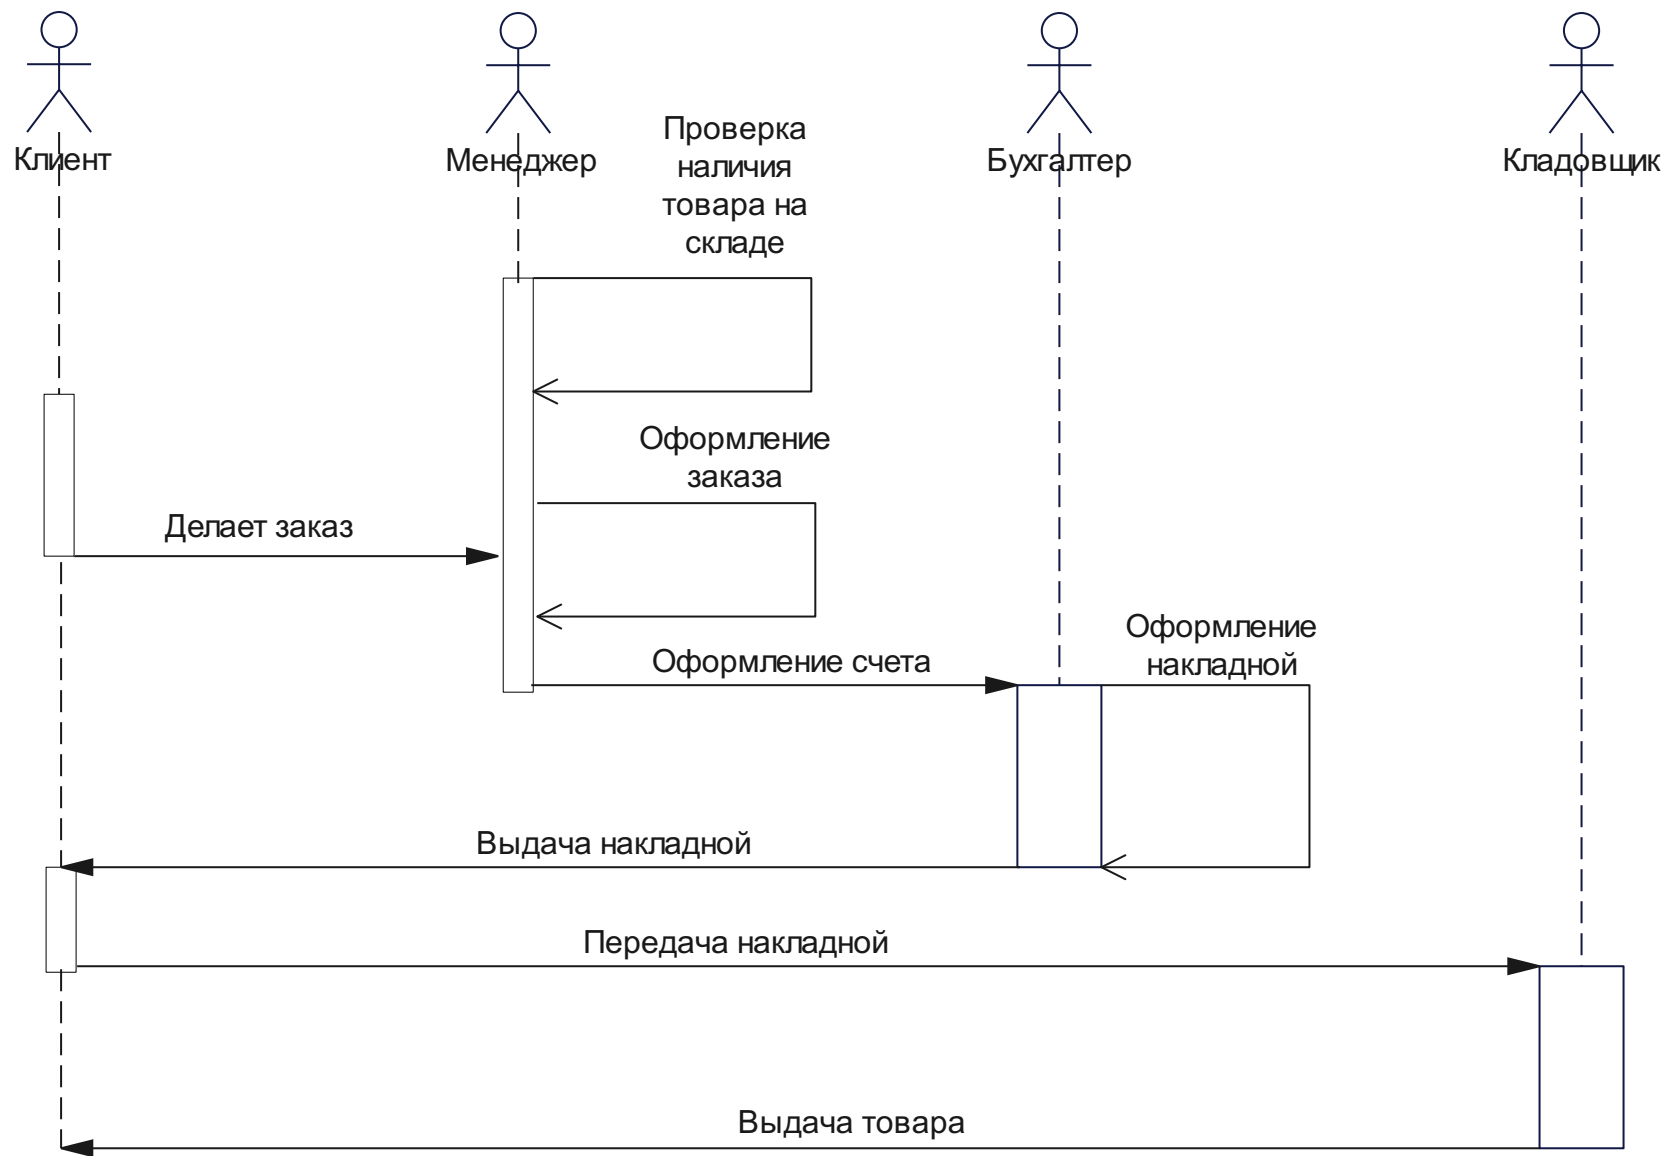 Клиент
Менеджер
Бухгалтер
Кладовщик
Проверка
наличия
товара на
складе
Оформление
заказа
Делает заказ
Оформление счета
Оформление
накладной
Выдача накладной
Передача накладной
Выдача товара